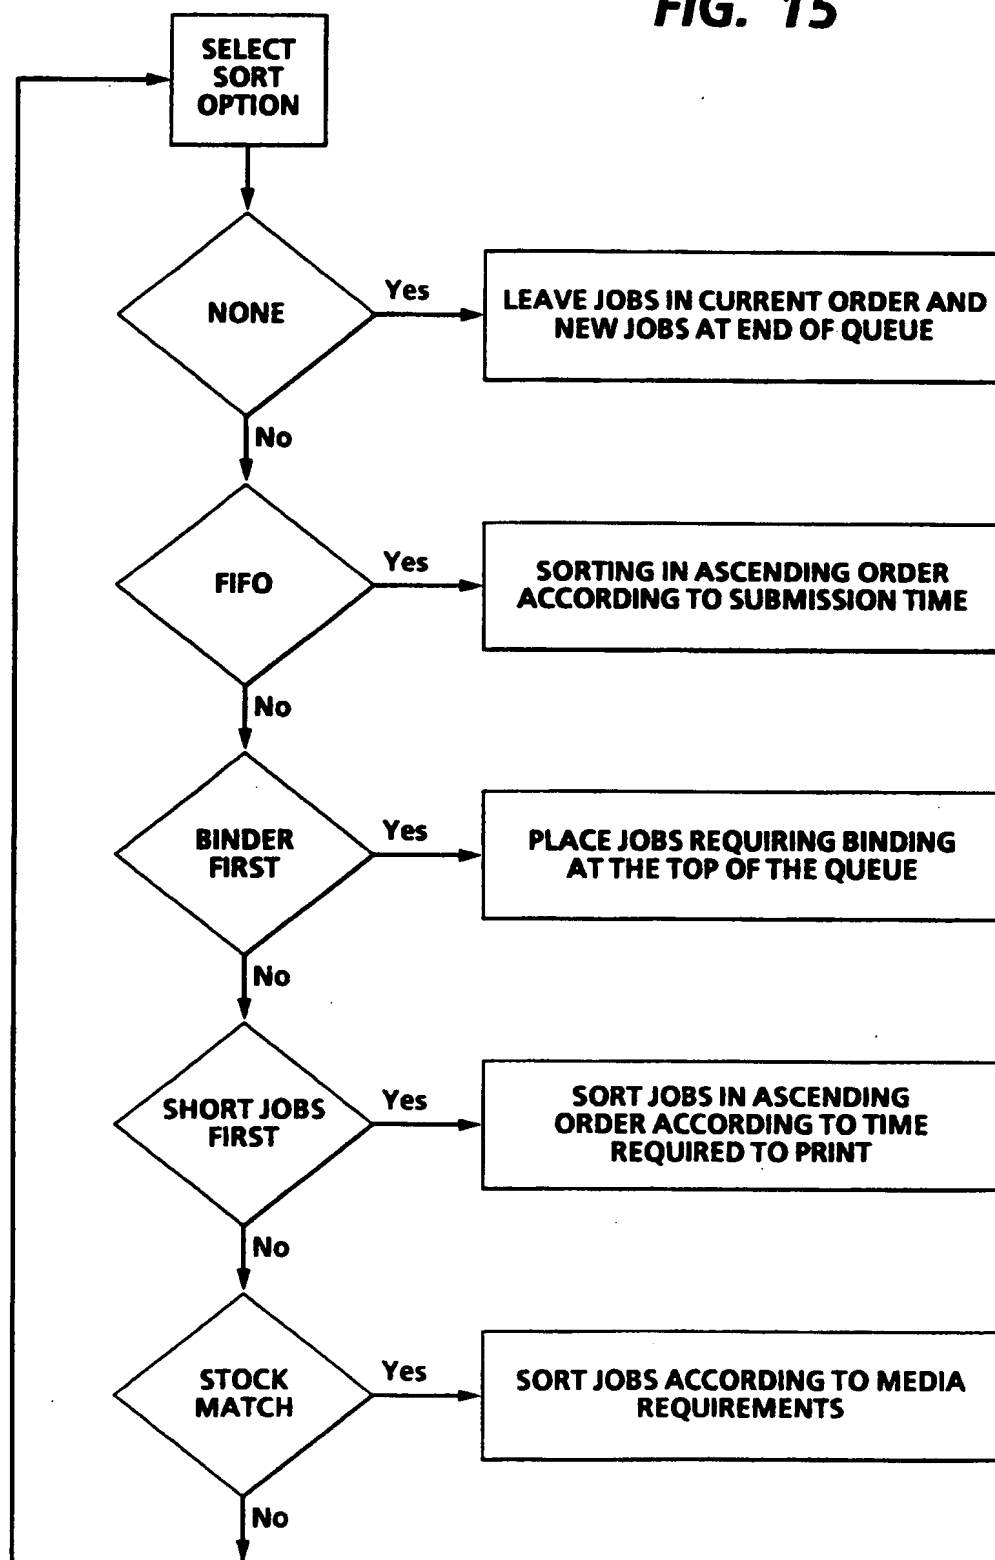 FIG. 15
SELECT
SORT
OPTION
NONE
Yes
LEAVE JOBS IN CURRENT ORDER AND
NEW JOBS AT END OF QUEUE
No
FIFO
Yes
SORTING IN ASCENDING ORDER
ACCORDING TO SUBMISSION TIME
No
BINDER
FIRST
Yes
PLACE JOBS REQUIRING BINDING
AT THE TOP OF THE QUEUE
No
SHORT JOBS
FIRST
Yes
SORT JOBS IN ASCENDING
ORDER ACCORDING TO TIME
REQUIRED TO PRINT
No
STOCK
MATCH
Yes
SORT JOBS ACCORDING TO MEDIA
REQUIREMENTS
No